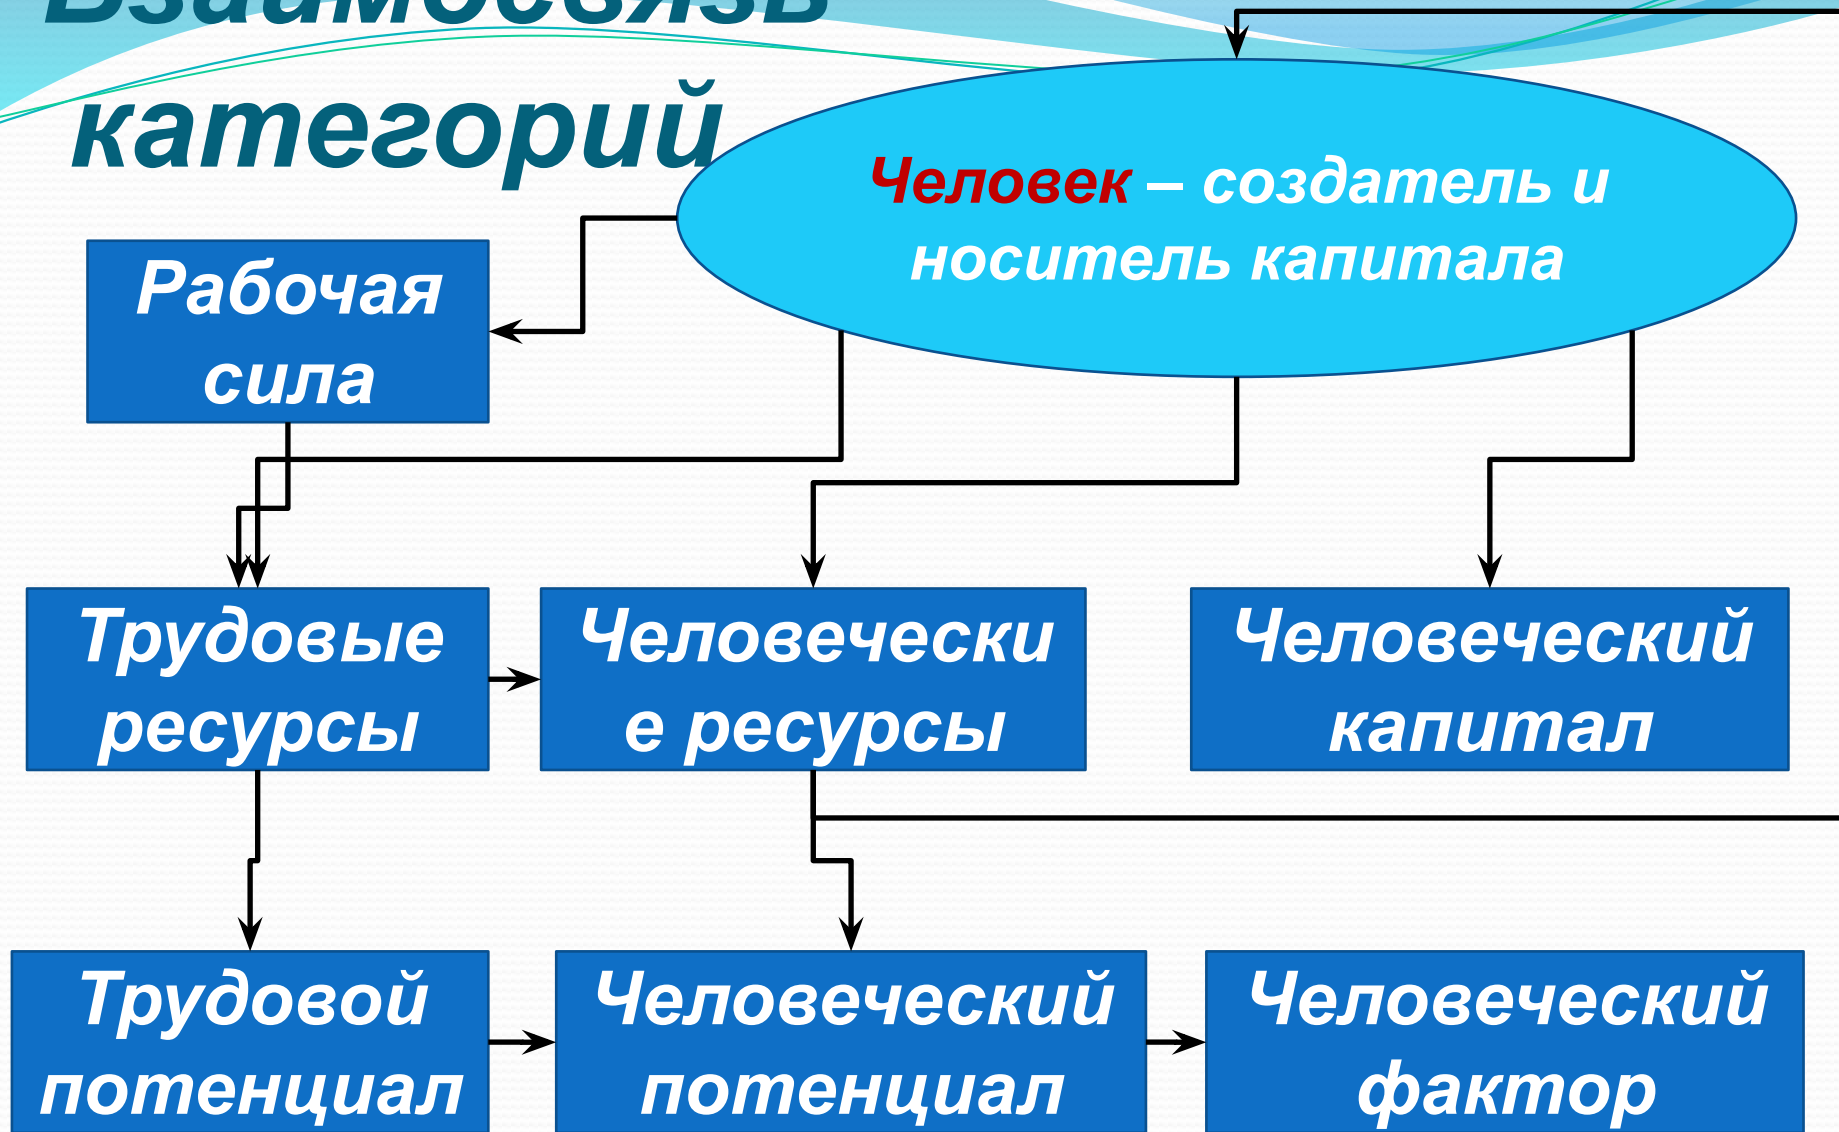 Взаимосвязь
категорий
Человек – создатель и
носитель капитала
Рабочая
сила
Трудовые
ресурсы
Человечески
е ресурсы
Человеческий
капитал
Трудовой
потенциал
Человеческий
потенциал
Человеческий
фактор